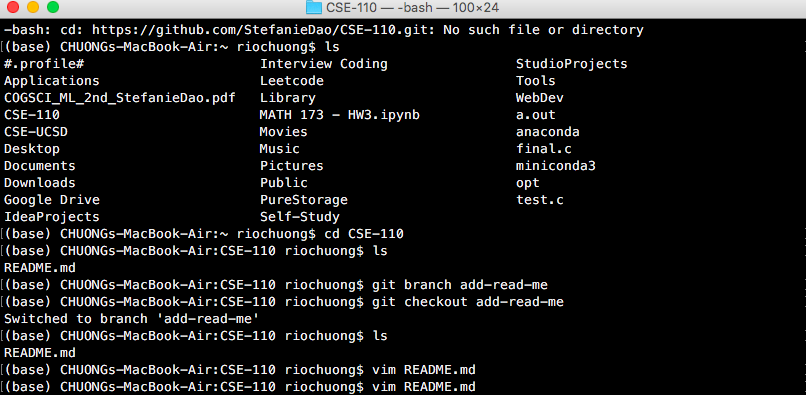 CSE-110 — -bash — 100×24
-bash: cd: https://github.com/StefanieDao/CSE-110.git: No such file or directory
[(base) CHUONGs-MacBook-Air:~ riochuong$ ls
#.profile# Interview Coding StudioProjects
Applications Leetcode Tools
COGSCI_ML_2nd_StefanieDao.pdf Library WebDev
CSE-110 MATH 173 - HW3.ipynb a.out
CSE-UCSD Movies anaconda
Desktop Music final.c
Documents Pictures miniconda3
Downloads Public opt
Google Drive PureStorage test.c
IdeaProjects Self-Study
[(base) CHUONGs-MacBook-Air:~ riochuong$ cd CSE-110
[(base) CHUONGs-MacBook-Air:CSE-110 riochuong$ ls
README.md
[(base) CHUONGs-MacBook-Air:CSE-110 riochuong$ git branch add-read-me
[(base) CHUONGs-MacBook-Air:CSE-110 riochuong$ git checkout add-read-me
Switched to branch 'add-read-me'
[(base) CHUONGs-MacBook-Air:CSE-110 riochuong$ ls
README.md
[(base) CHUONGs-MacBook-Air:CSE-110 riochuong$ vim README.md
[(base) CHUONGs-MacBook-Air:CSE-110 riochuong$ vim README.md